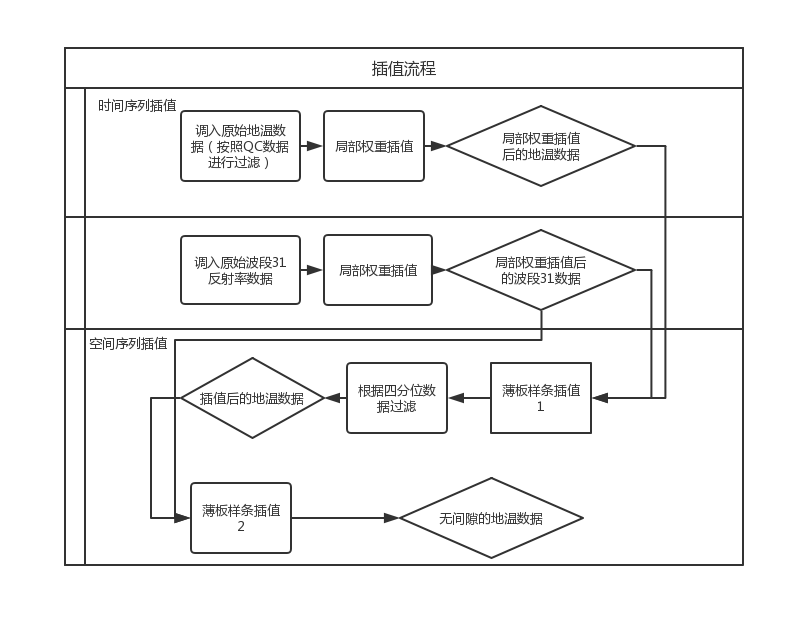 插值流程
时间序列插值
调入原始地温数
据（按照QC数据
进行过滤）
局部权重插值
局部权重插值
后的地温数据
调入原始波段31
反射率数据
局部权重插值
局部权重插值后
的波段31数据
空间序列插值
插值后的地温数据
根据四分位数
据过滤
薄板样条插值
1
薄板样条插值
2
无间隙的地温数据